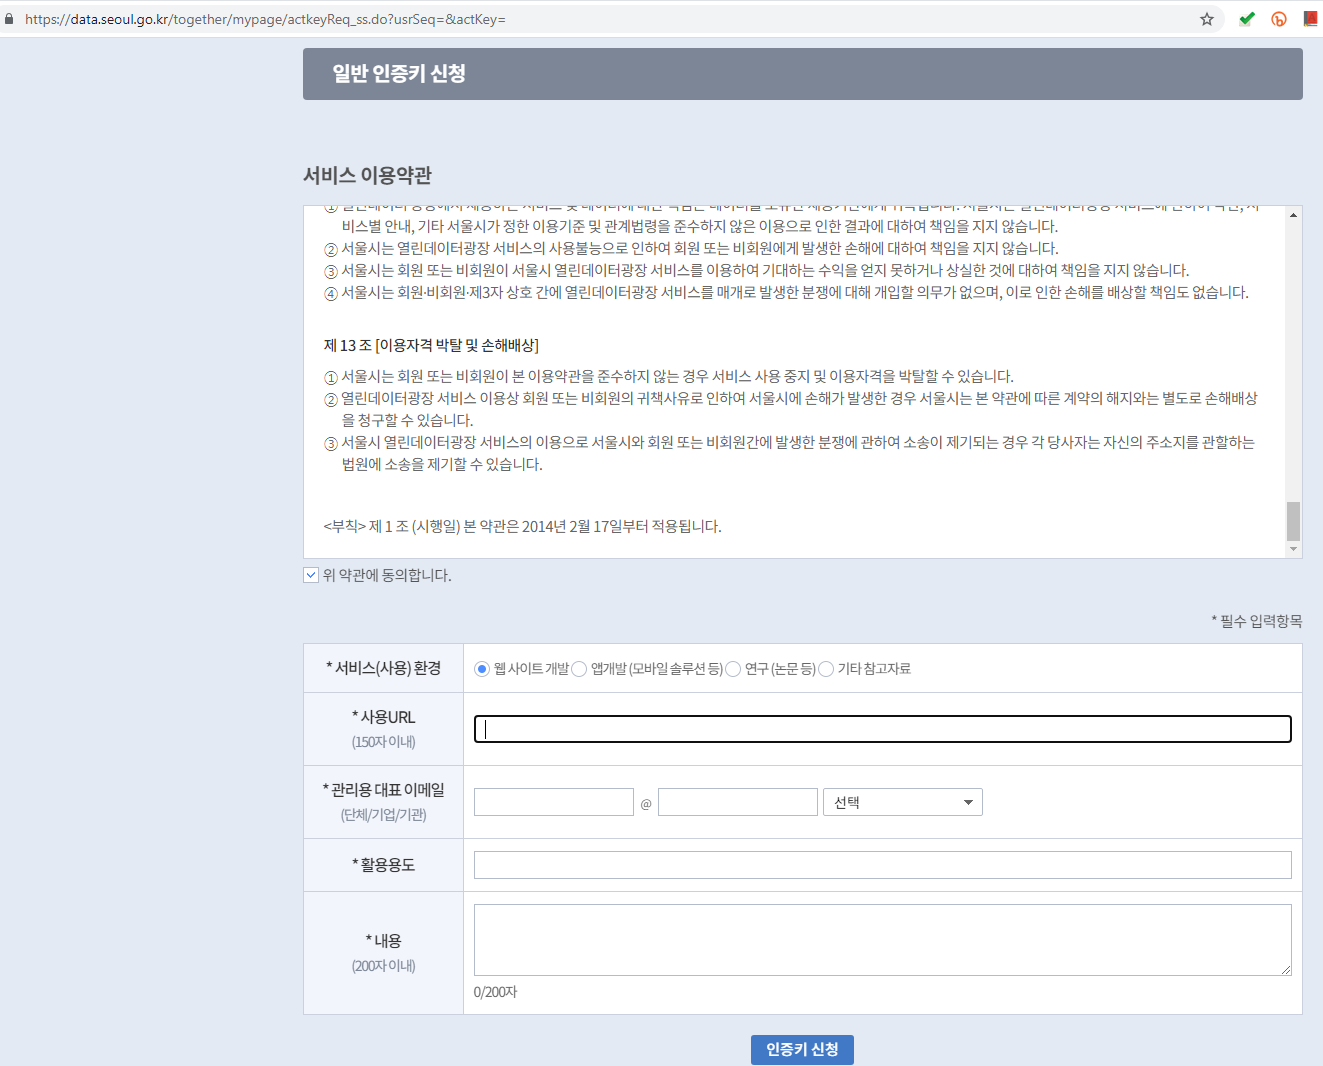 https://data.seoul.go.kr/together/mypage/actkeyReq_ss.do?usrSeq=&actKey=
일반 인증키 신청
서비스 이용약관
비스별 안내, 기타 서울시가 정한 이용기준 및 관계법령을 준수하지 않은 이용으로 인한 결과에 대하여 책임을 지지 않습니다.
② 서울시는 열린데이터광장 서비스의 사용불능으로 인하여 회원 또는 비회원에게 발생한 손해에 대하여 책임을 지지 않습니다.
③ 서울시는 회원 또는 비회원이 서울시 열린데이터광장 서비스를 이용하여 기대하는 수익을 얻지 못하거나 상실한 것에 대하여 책임을 지지 않습니다.
④ 서울시는 회원·비회원·제3자 상호 간에 열린데이터광장 서비스를 매개로 발생한 분쟁에 대해 개입할 의무가 없으며, 이로 인한 손해를 배상할 책임도 없습니다.
제 13 조 [이용자격 박탈 및 손해배상]
① 서울시는 회원 또는 비회원이 본 이용약관을 준수하지 않는 경우 서비스 사용 중지 및 이용자격을 박탈할 수 있습니다.
② 열린데이터광장 서비스 이용상 회원 또는 비회원의 귀책사유로 인하여 서울시에 손해가 발생한 경우 서울시는 본 약관에 따른 계약의 해지와는 별도로 손해배상
을 청구할 수 있습니다.
③ 서울시 열린데이터광장 서비스의 이용으로 서울시와 회원 또는 비회원간에 발생한 분쟁에 관하여 소송이 제기되는 경우 각 당사자는 자신의 주소지를 관할하는
법원에 소송을 제기할 수 있습니다.
<부칙> 제 1 조 (시행일) 본 약관은 2014년 2월 17일부터 적용됩니다.
위 약관에 동의합니다.
* 필수 입력항목
* 서비스(사용) 환경
웹 사이트 개발 앱개발 (모바일 솔루션 등) 연구 (논문 등) 기타 참고자료
* 사용URL
(150자 이내)
* 관리용 대표 이메일
(단체/기업/기관)
@ 선택
* 활용용도
* 내용
(200자 이내)
0/200자
인증키 신청